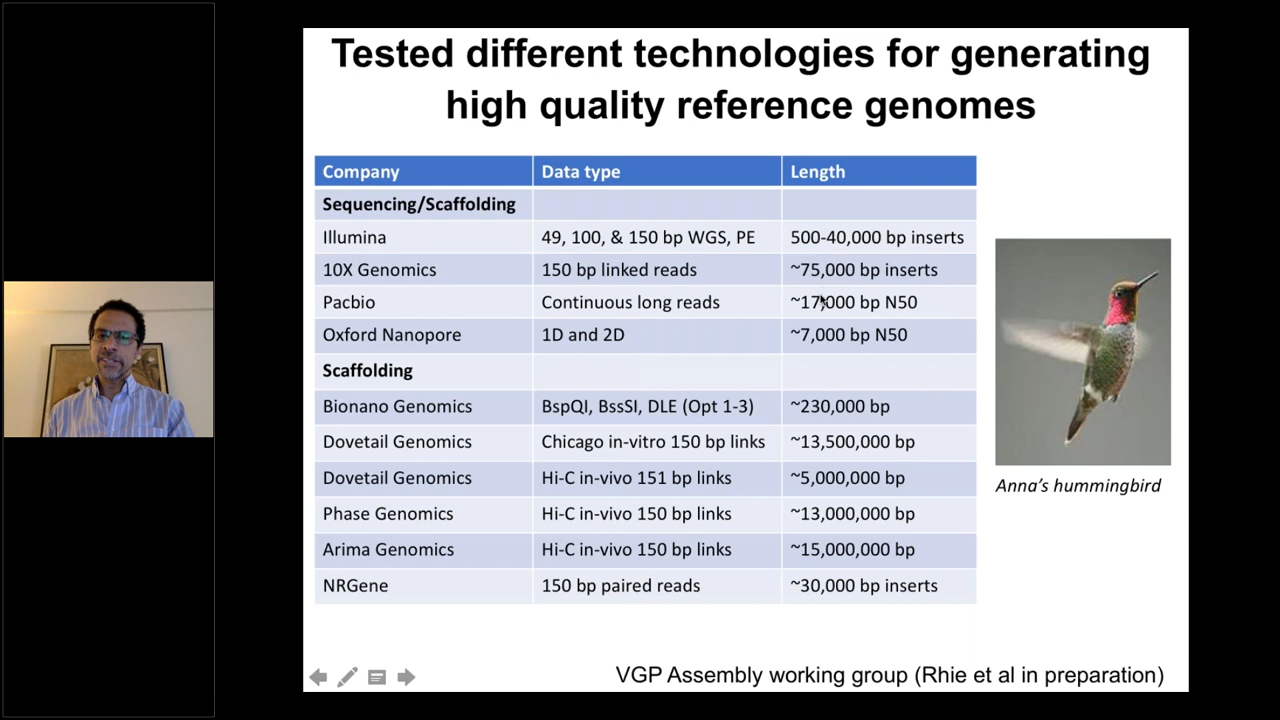 Tested different technologies for generating
high quality reference genomes
Company Data type Length
Sequencing/Scaffolding
Illumina 49, 100, & 150 bp WGS, PE 500-40,000 bp inserts
10X Genomics 150 bp linked reads ~75,000 bp inserts
Pacbio Continuous long reads ~17,000 bp N50
Oxford Nanopore 1D and 2D ~7,000 bp N50
Scaffolding
Bionano Genomics BspQI, BssSI, DLE (Opt 1-3) ~230,000 bp
Dovetail Genomics Chicago in-vitro 150 bp links ~13,500,000 bp
Dovetail Genomics Hi-C in-vivo 151 bp links ~5,000,000 bp
Phase Genomics Hi-C in-vivo 150 bp links ~13,000,000 bp
Arima Genomics Hi-C in-vivo 150 bp links ~15,000,000 bp
NRGene 150 bp paired reads ~30,000 bp inserts
Anna's hummingbird
VGP Assembly working group (Rhie et al in preparation)